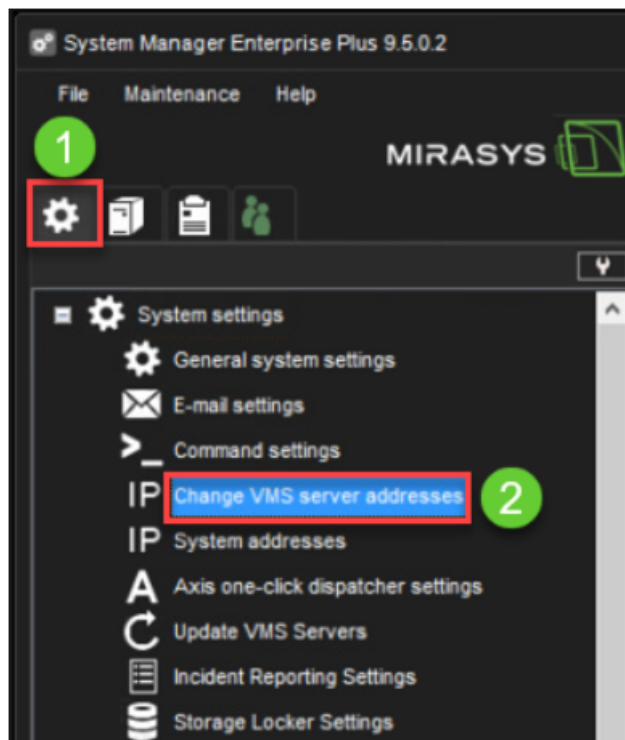 System Manager Enterprise Plus 9.5.0.2
File Maintenance Help
1
MIRASYS
System settings
General system settings
E-mail settings
>_ Command settings
IP Change VMS server addresses 2
IP System addresses
A Axis one-click dispatcher settings
Update VMS Servers
Incident Reporting Settings
Storage Locker Settings